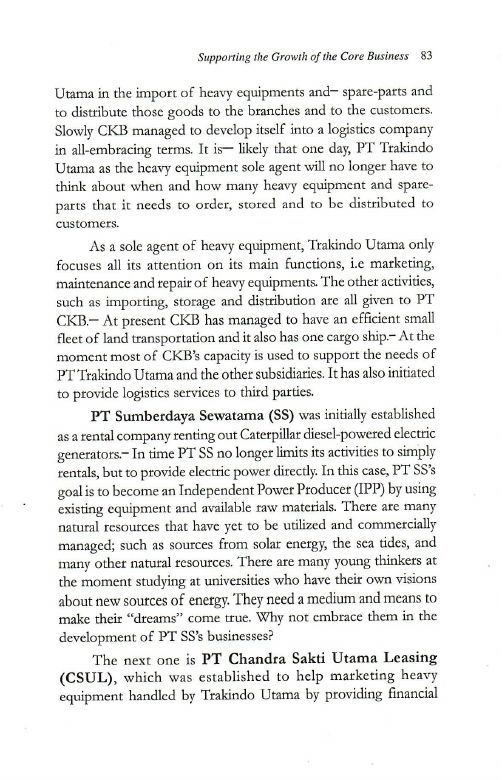 Supporting the Growth of the Core Business 83
Utama in the import of heavy equipments and– spare-parts and
to distribute those goods to the branches and to the customers.
Slowly CKB managed to develop itself into a logistics company
in all-embracing terms. It is– likely that one day, PT Trakindo
Utama as the heavy equipment sole agent will no longer have to
think about when and how many heavy equipment and spare-
parts that it needs to order, stored and to be distributed to
customers.
As a sole agent of heavy equipment, Trakindo Utama only
focuses all its attention on its main functions, i.e marketing,
maintenance and repair of heavy equipments. The other activities,
such as importing, storage and distribution are all given to PT
CKB.– At present CKB has managed to have an efficient small
fleet of land transportation and it also has one cargo ship.– At the
moment most of CKB's capacity is used to support the needs of
PT Trakindo Utama and the other subsidiaries. It has also initiated
to provide logistics services to third parties.
PT Sumberdaya Sewatama (SS) was initially established
as a rental company renting out Caterpillar diesel-powered electric
generators.– In time PT SS no longer limits its activities to simply
rentals, but to provide electric power directly. In this case, PT SS's
goal is to become an Independent Power Producer (IPP) by using
existing equipment and available raw materials. There are many
natural resources that have yet to be utilized and commercially
managed; such as sources from solar energy, the sea tides, and
many other natural resources. There are many young thinkers at
the moment studying at universities who have their own visions
about new sources of energy. They need a medium and means to
make their "dreams" come true. Why not embrace them in the
development of PT SS's businesses?
The next one is PT Chandra Sakti Utama Leasing
(CSUL), which was established to help marketing heavy
equipment handled by Trakindo Utama by providing financial